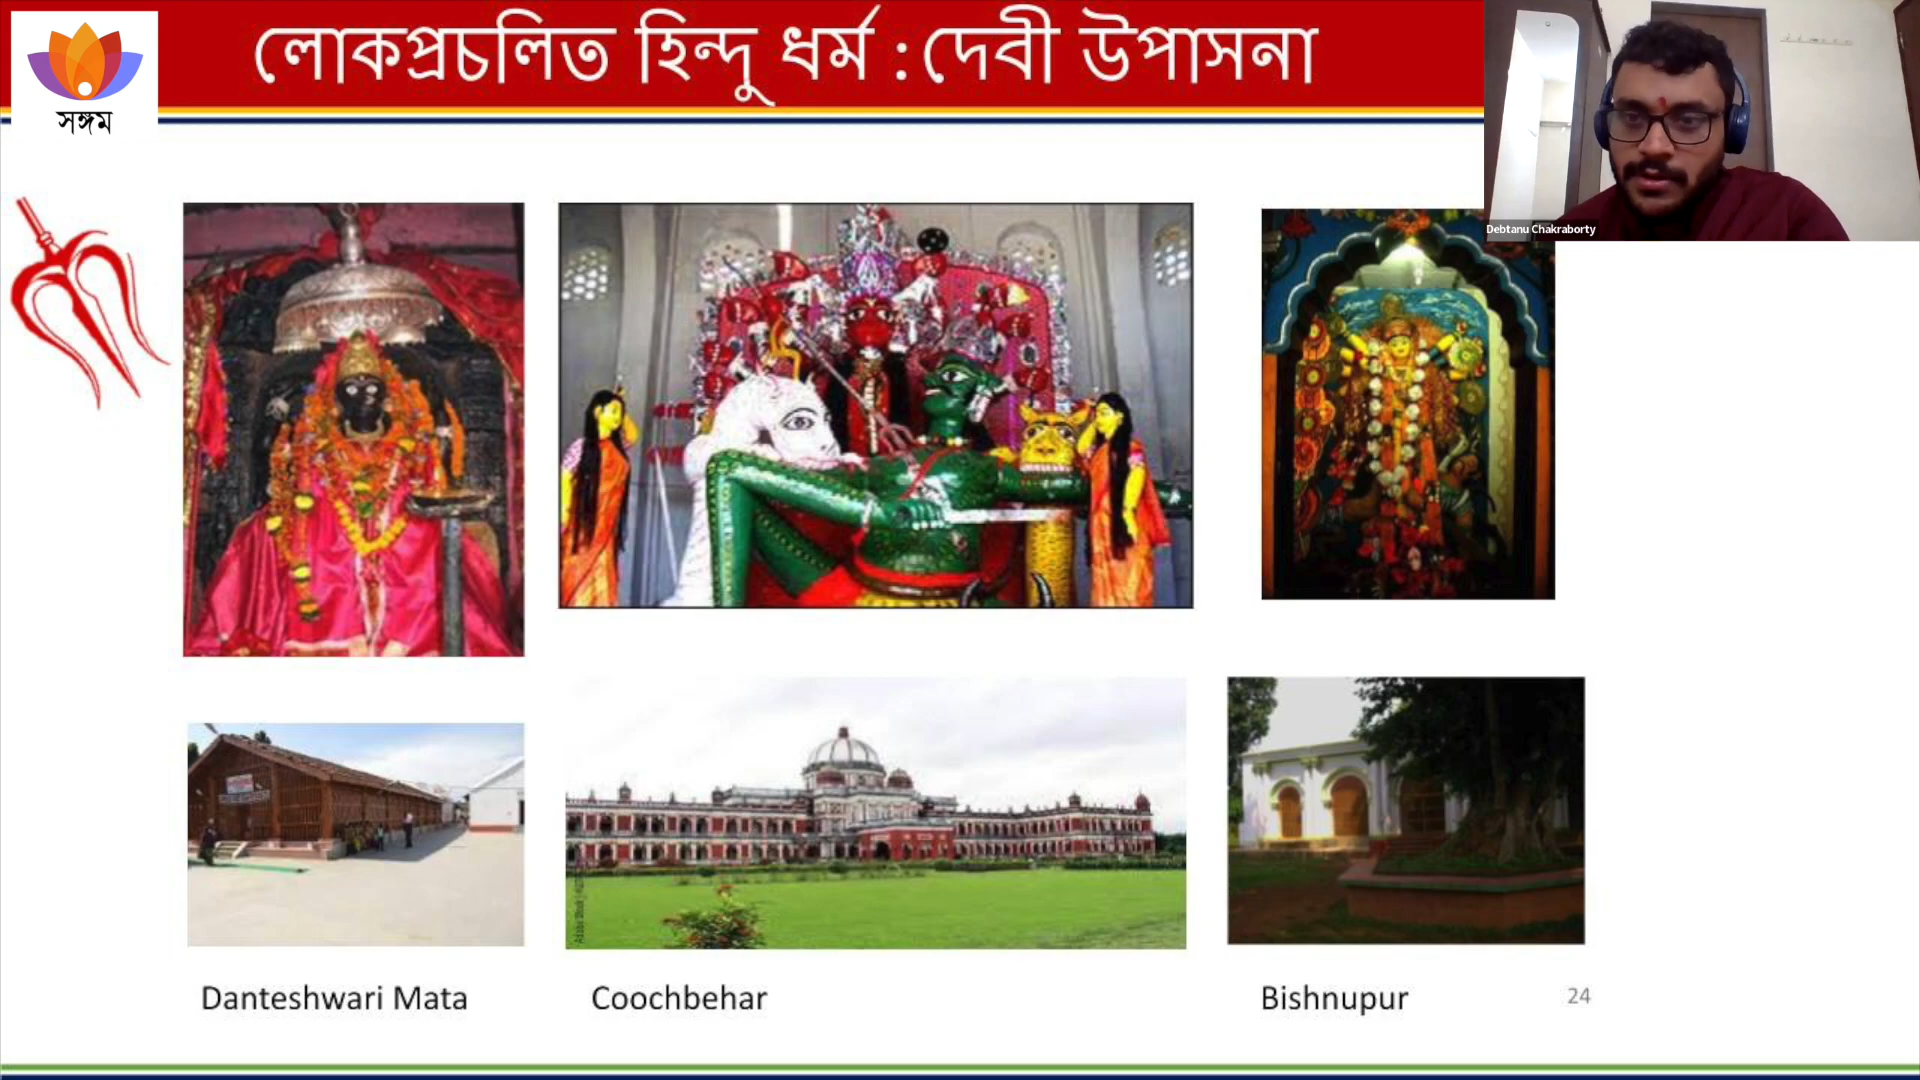 লোকপ্রচলিত হিন্দু ধর্ম : দেবী উপাসনা
সঙ্গম
Debtanu Chakraborty
Danteshwari Mata
Coochbehar
Bishnupur
24